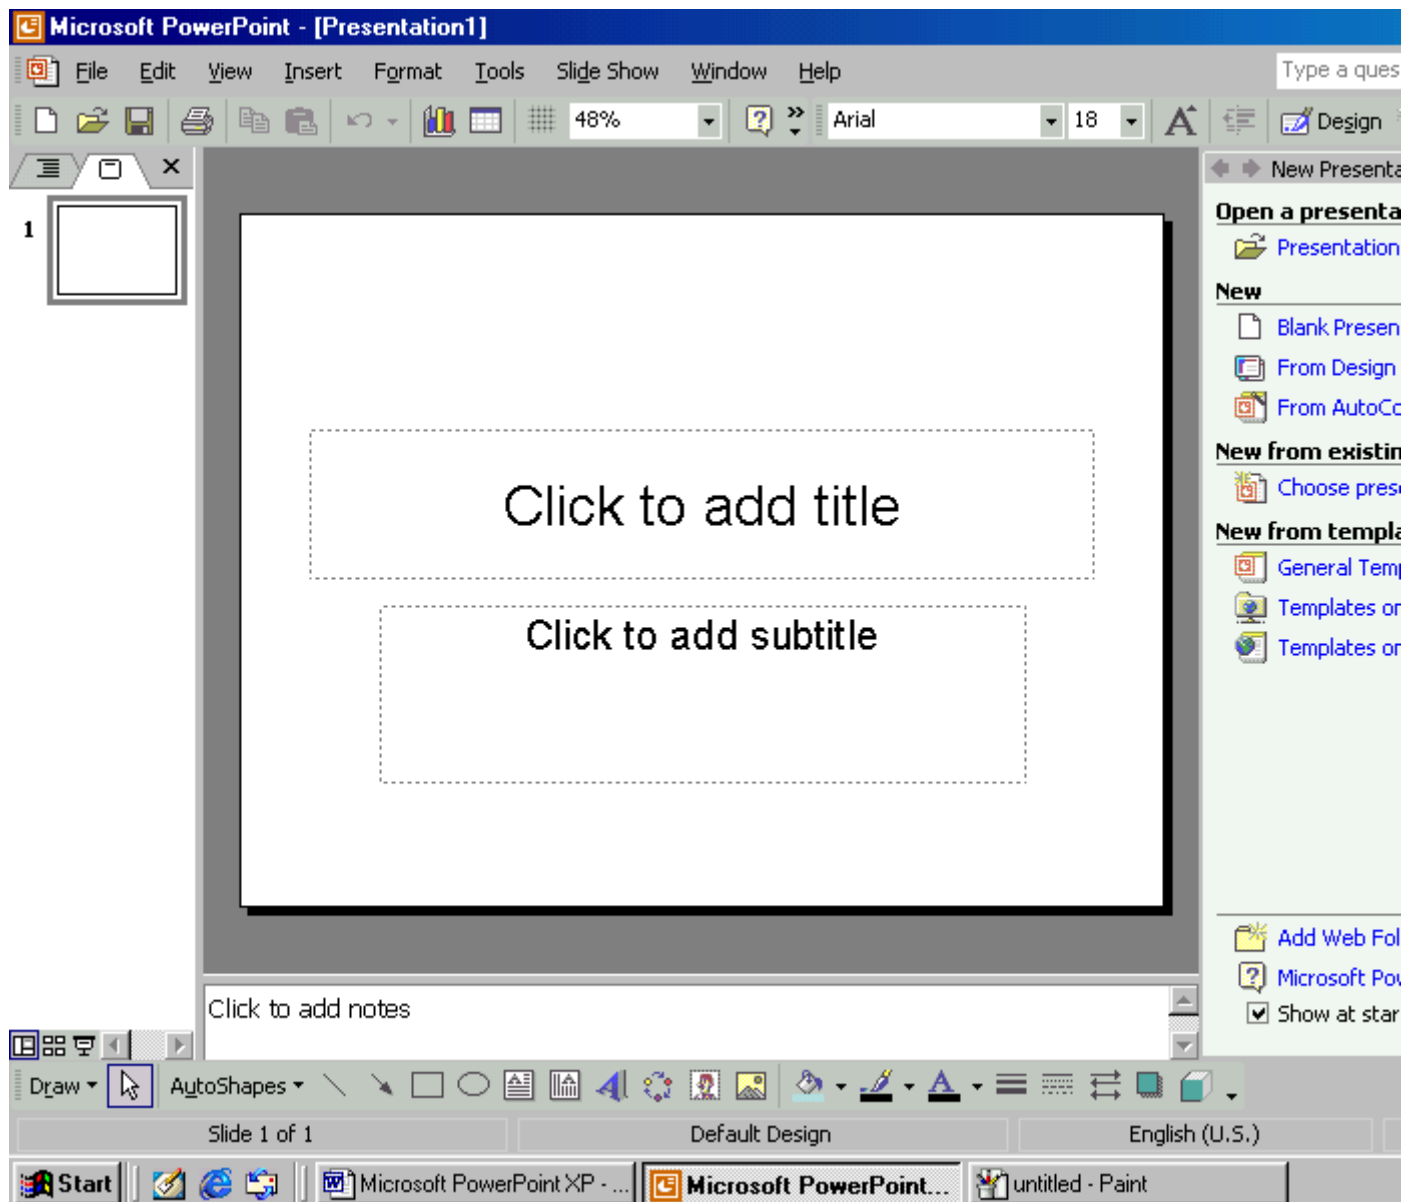 Microsoft PowerPoint - [Presentation1]
File Edit View Insert Format Tools Slide Show Window Help Type a ques
48% Arial 18 Design
New Presenta
1
Open a presenta
Presentation
New
Blank Presen
From Design
From AutoCo
New from existin
Choose pres
New from templa
General Temp
Templates or
Templates or
Click to add title
Click to add subtitle
Add Web Fol
Microsoft Pow
Show at star
Click to add notes
Draw AutoShapes
Slide 1 of 1 Default Design English (U.S.)
Start Microsoft PowerPoint XP - ... Microsoft PowerPoint... untitled - Paint